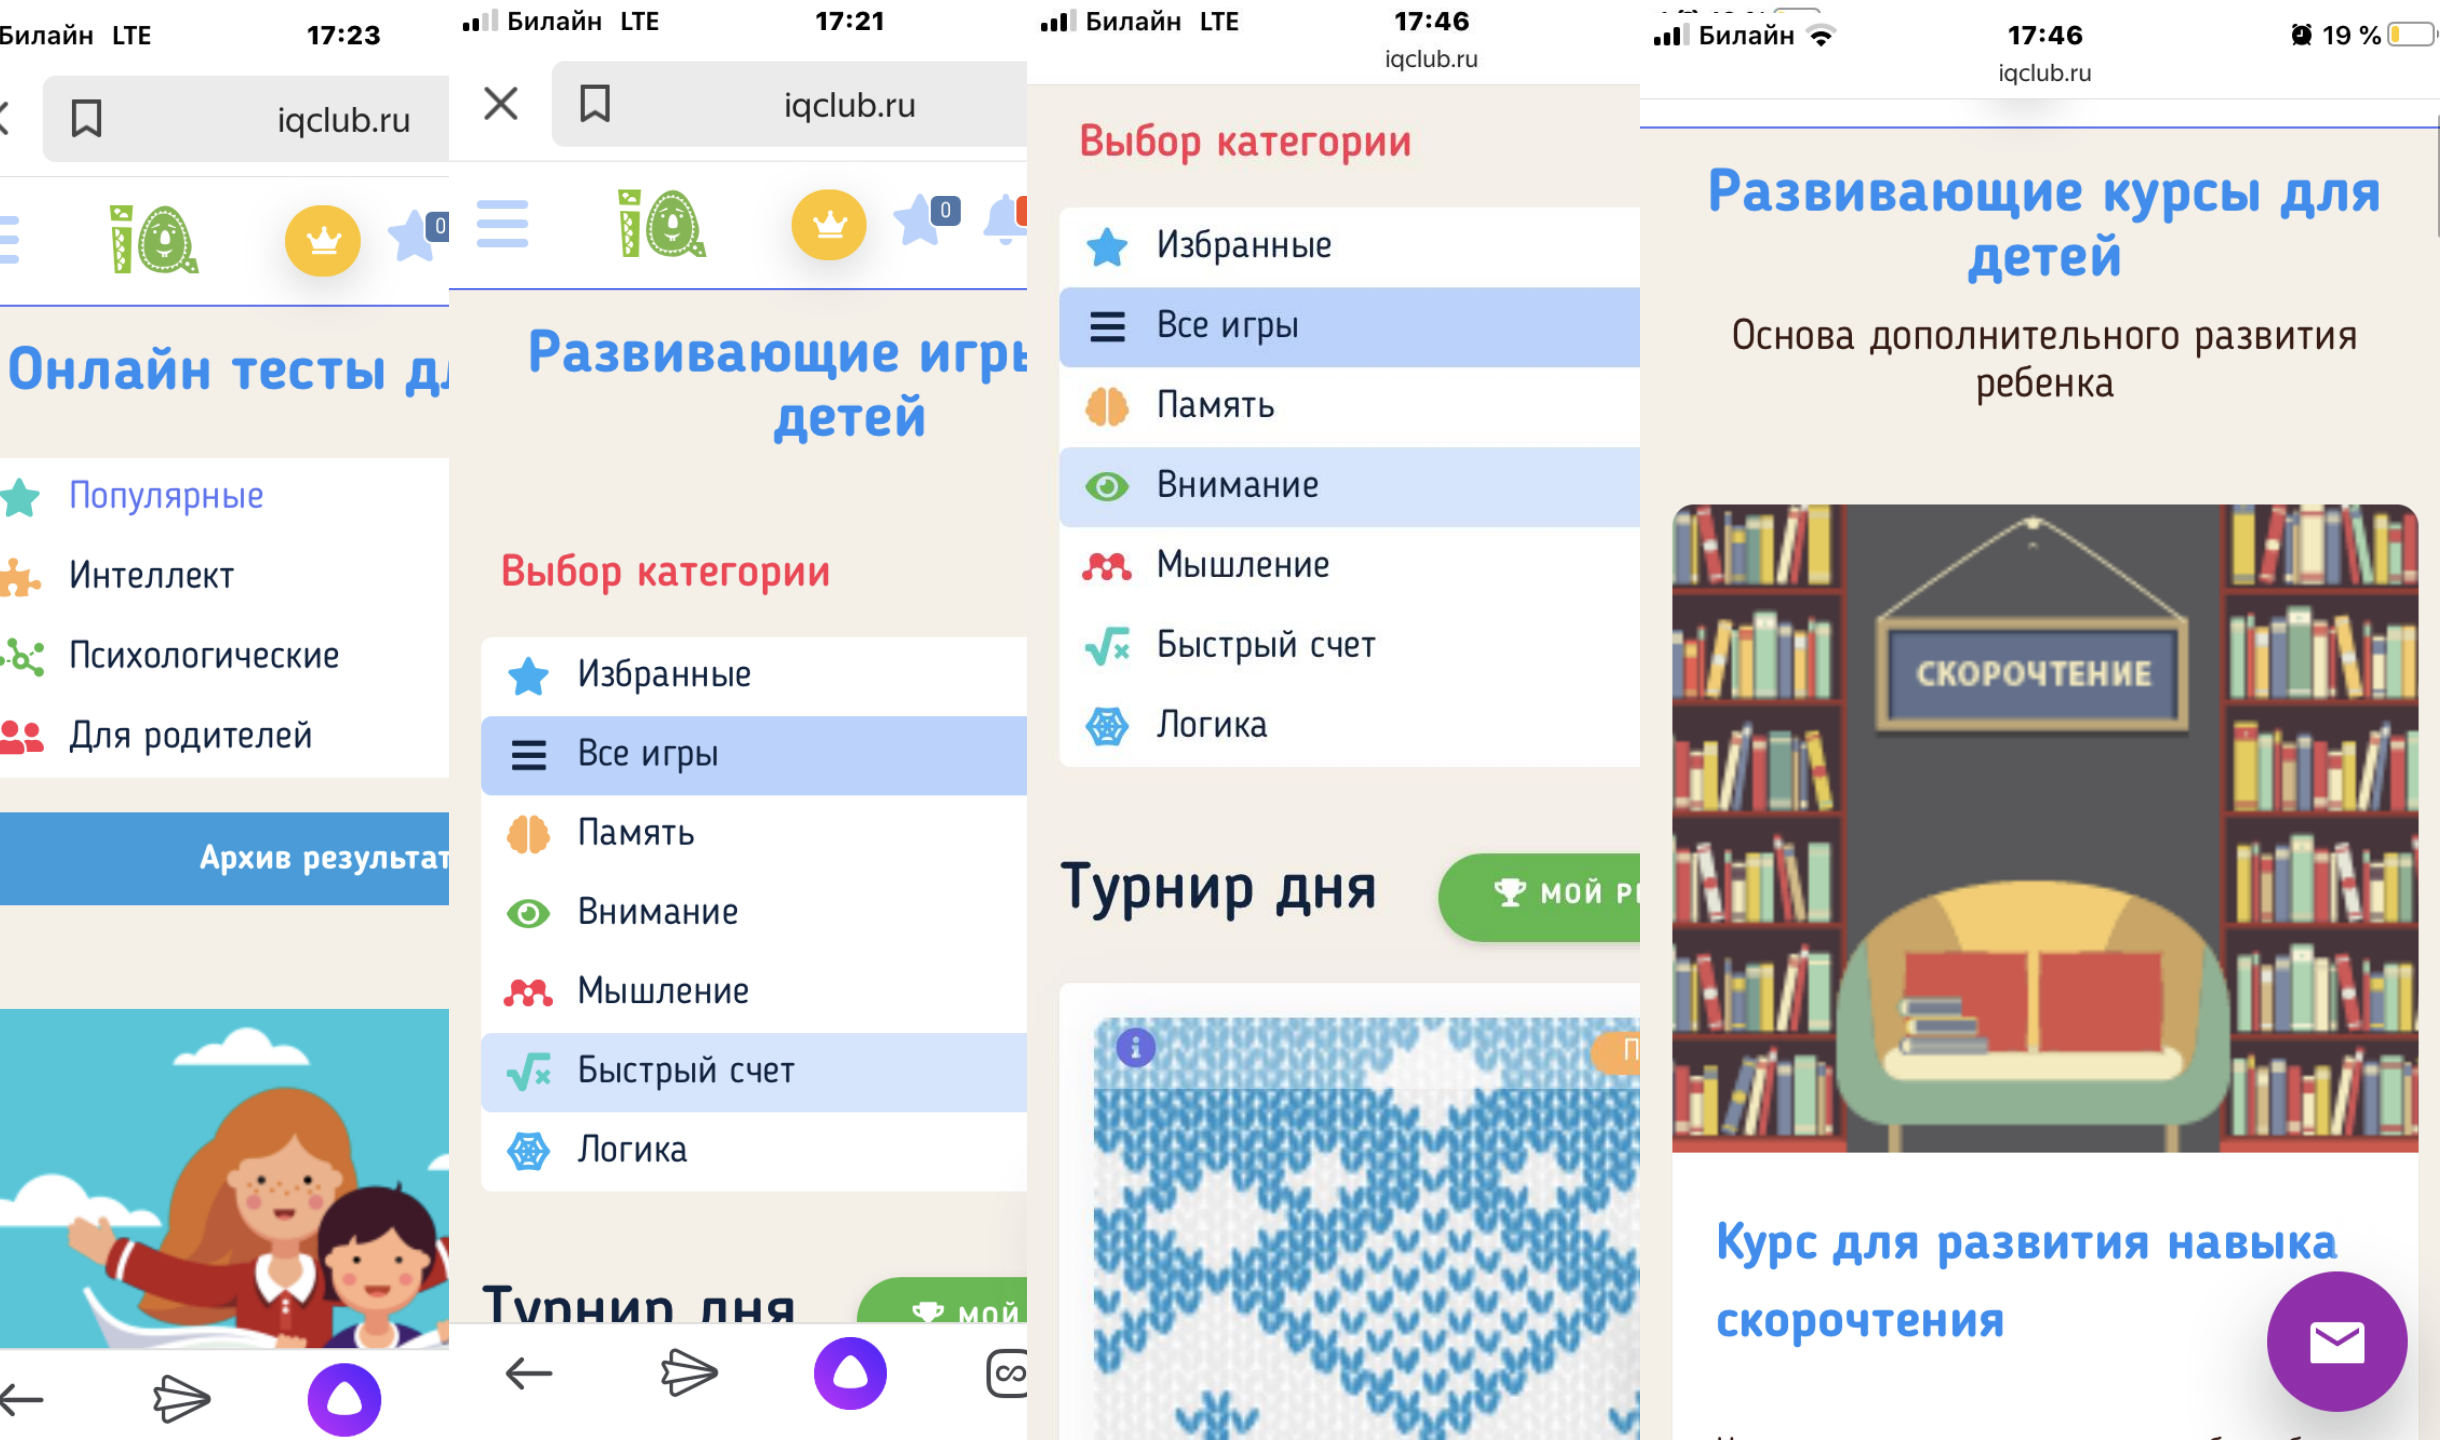 Билайн LTE 17:23
iqclub.ru
iQ
0
Онлайн тесты
Популярные
Интеллект
Психологические
Для родителей
Архив
Билайн LTE 17:21
iqclub.ru
iQ
0
Развивающие
детей
Выбор категории
Избранные
Все игры
Память
Внимание
Мышление
Быстрый счет
Логика
Турнир дня
МОЙ
Билайн LTE 17:46
iqclub.ru
Выбор категории
Избранные
Все игры
Память
Внимание
Мышление
Быстрый счет
Логика
Турнир дня
МОЙ
i
Билайн 17:46 19 %
iqclub.ru
Развивающие курсы для
детей
Основа дополнительного развития
ребенка
СКОРОЧТЕНИЕ
Курс для развития навыка
скорочтения